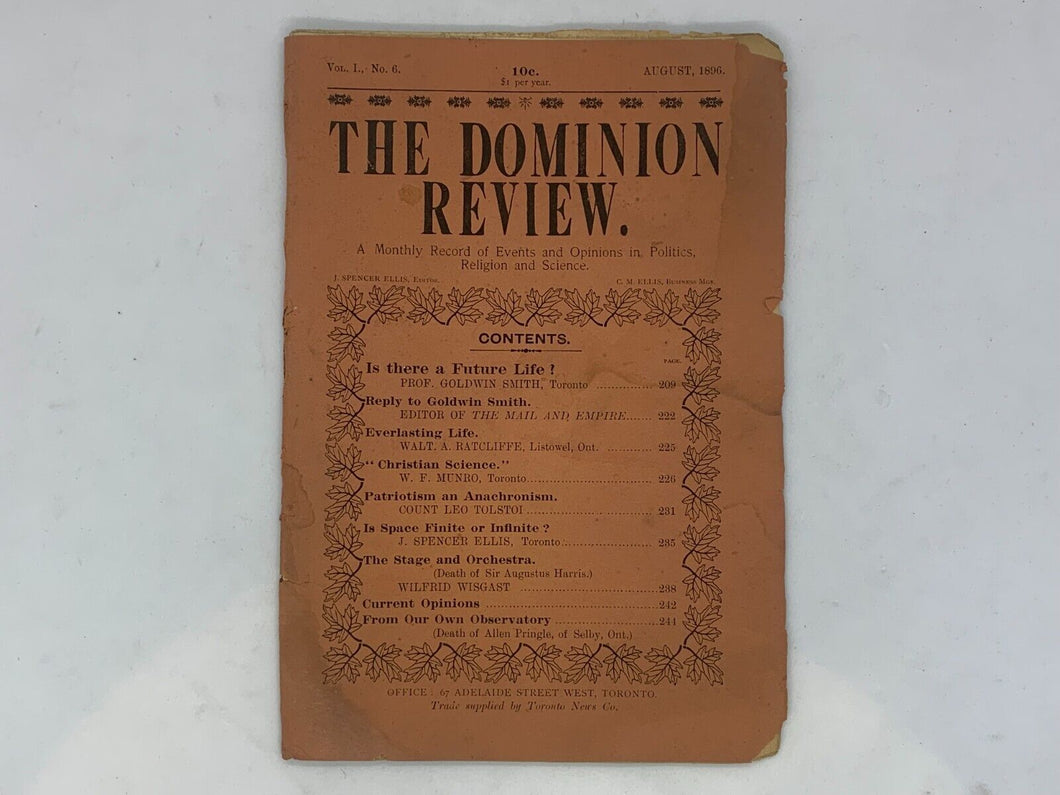 VOL. I., No. 6.
10c.
$1 per year.
AUGUST, 1896.
THE DOMINION
REVIEW.
A Monthly Record of Events and Opinions in Politics,
Religion and Science.
J. SPENCER ELLIS, EDITOR.
C. M. ELLIS, BUSINESS MGR.
CONTENTS.
PAGE.
Is there a Future Life?
PROF. GOLDWIN SMITH, Toronto ............... 209
Reply to Goldwin Smith.
EDITOR OF THE MAIL AND EMPIRE...... 222
Everlasting Life.
WALT. A. RATCLIFFE, Listowel, Ont. ........... 225
"Christian Science."
W. F. MUNRO, Toronto....................... 226
Patriotism an Anachronism.
COUNT LEO TOLSTOI ........................ 231
Is Space Finite or Infinite?
J. SPENCER ELLIS, Toronto................. 235
The Stage and Orchestra.
(Death of Sir Augustus Harris.)
WILFRID WISGAST ...........................238
Current Opinions ................................242
From Our Own Observatory ....................244
(Death of Allen Pringle, of Selby, Ont.)
OFFICE: 67 ADELAIDE STREET WEST, TORONTO.
Trade supplied by Toronto News Co.